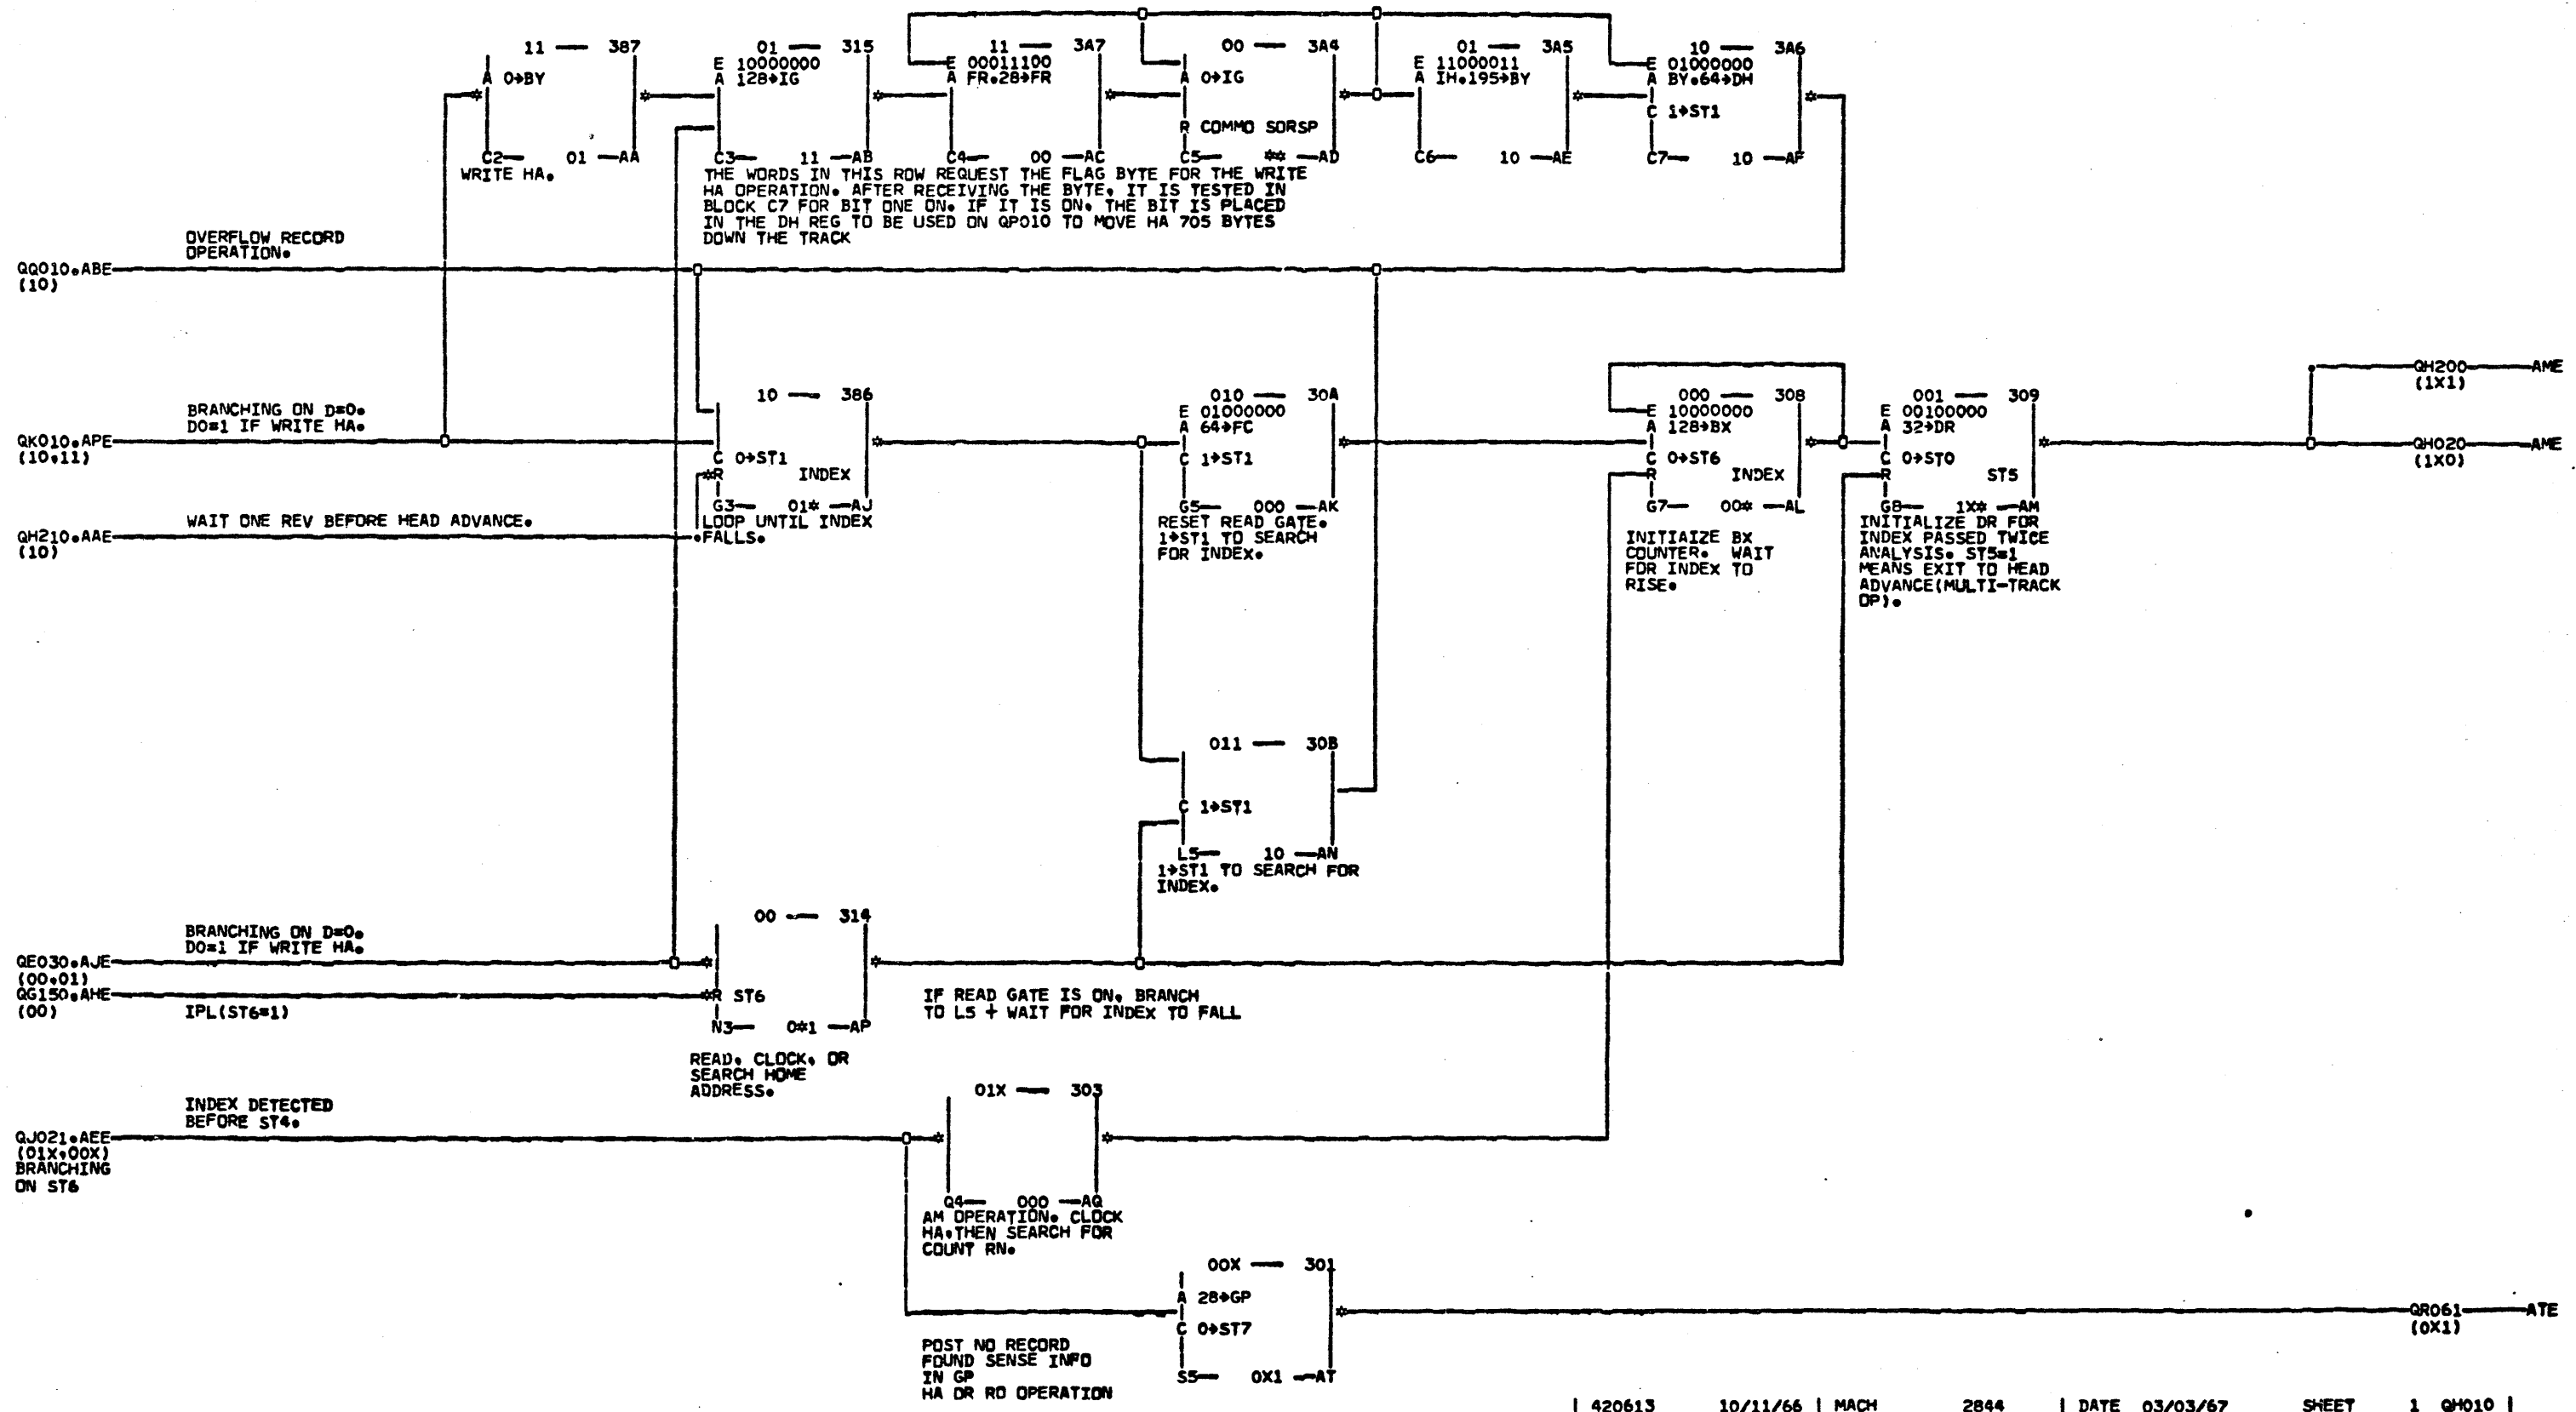 11 — 387
A 0→BY
C2— 01 —AA
WRITE HA.
01 — 315
E 10000000
A 128→IG
C3— 11 —AB
11 — 3A7
E 00011100
A FR.28→FR
C4— 00 —AC
00 — 3A4
A 0→IG
R COMMO SORSP
C5— ** —AD
01 — 3A5
E 11000011
A IH.195→BY
C6— 10 —AE
10 — 3A6
E 01000000
A BY.64→DH
C 1→ST1
C7— 10 —AF
THE WORDS IN THIS ROW REQUEST THE FLAG BYTE FOR THE WRITE
HA OPERATION. AFTER RECEIVING THE BYTE, IT IS TESTED IN
BLOCK C7 FOR BIT ONE ON. IF IT IS ON, THE BIT IS PLACED
IN THE DH REG TO BE USED ON QP010 TO MOVE HA 705 BYTES
DOWN THE TRACK
OVERFLOW RECORD
OPERATION.
QQ010.ABE
(10)
BRANCHING ON D=0.
DO=1 IF WRITE HA.
QK010.APE
(10,11)
WAIT ONE REV BEFORE HEAD ADVANCE.
QH210.AAE
(10)
10 — 386
C 0→ST1
*R INDEX
G3— 01* —AJ
LOOP UNTIL INDEX
FALLS.
010 — 30A
E 01000000
A 64→FC
C 1→ST1
G5— 000 —AK
RESET READ GATE.
1→ST1 TO SEARCH
FOR INDEX.
000 — 308
E 10000000
A 128→BX
C 0→ST6
R INDEX
G7— 00* —AL
INITIAIZE BX
COUNTER. WAIT
FOR INDEX TO
RISE.
001 — 309
E 00100000
A 32→DR
C 0→ST0
R ST5
G8— 1X* —AM
INITIALIZE DR FOR
INDEX PASSED TWICE
ANALYSIS. ST5=1
MEANS EXIT TO HEAD
ADVANCE(MULTI-TRACK
OP).
QH200 AME
(1X1)
QH020 AME
(1X0)
011 — 30B
C 1→ST1
L5— 10 —AN
1→ST1 TO SEARCH FOR
INDEX.
BRANCHING ON D=0.
DO=1 IF WRITE HA.
QE030.AJE
(00,01)
QG150.AHE
(00)
IPL(ST6=1)
00 — 314
*R ST6
N3— 0*1 —AP
READ, CLOCK, OR
SEARCH HOME
ADDRESS.
IF READ GATE IS ON, BRANCH
TO L5 + WAIT FOR INDEX TO FALL
INDEX DETECTED
BEFORE ST4.
QJ021.AEE
(01X,00X)
BRANCHING
ON ST6
01X — 303
Q4— 000 —AQ
AM OPERATION. CLOCK
HA.THEN SEARCH FOR
COUNT RN.
00X — 301
A 28→GP
C 0→ST7
S5— 0X1 —AT
POST NO RECORD
FOUND SENSE INFO
IN GP
HA OR RO OPERATION
QR061 ATE
(0X1)
| 420613 10/11/66 | MACH 2844 | DATE 03/03/67 SHEET 1 QH010 |